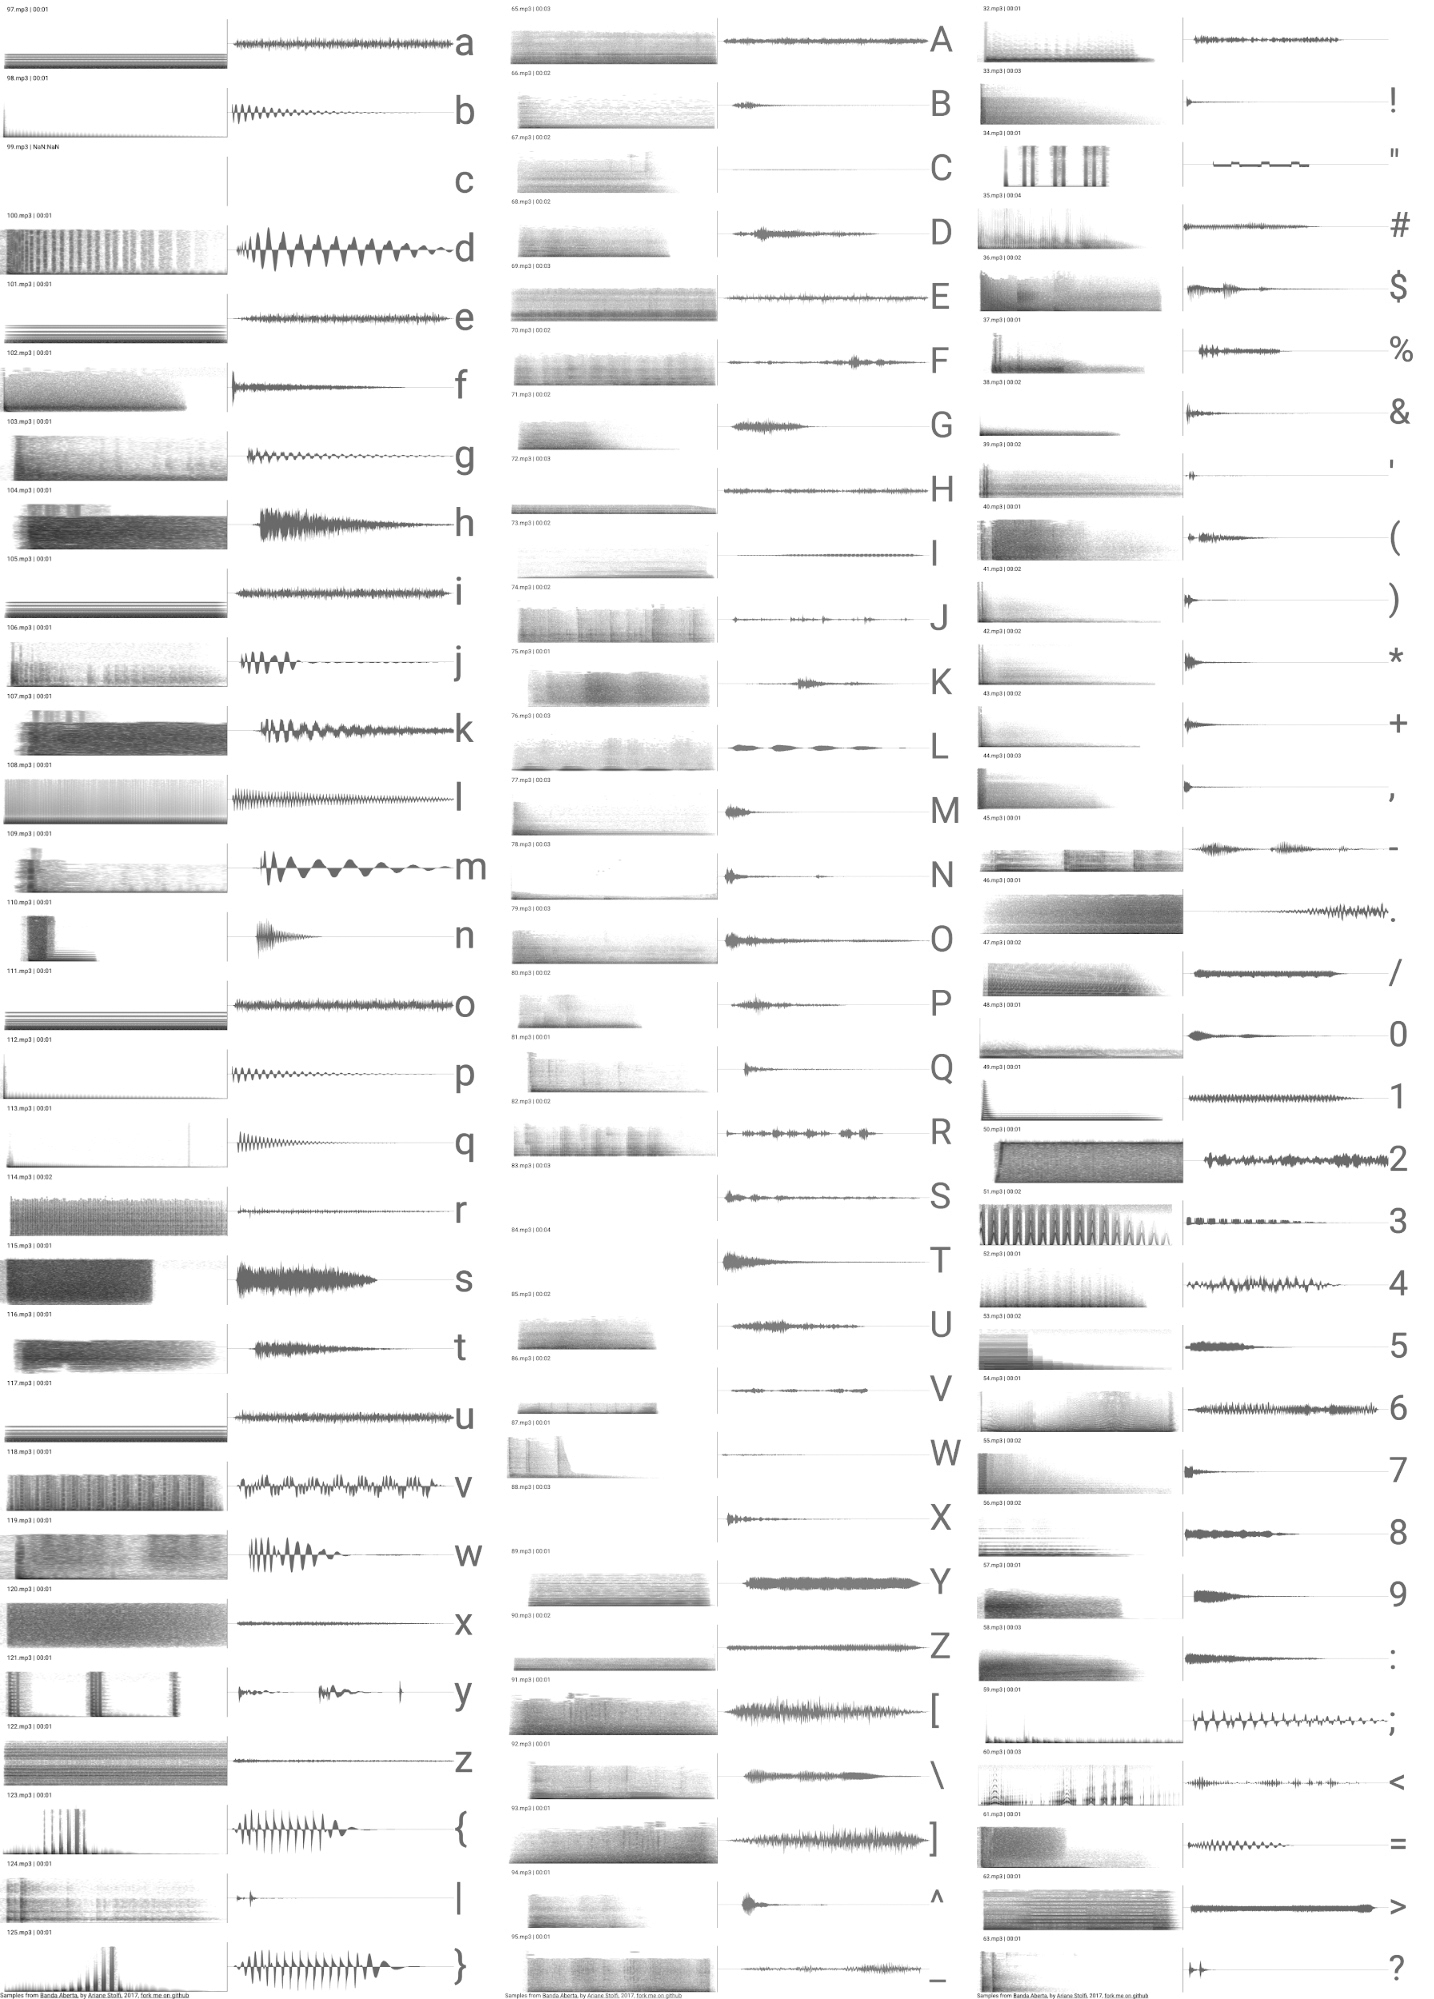 97.mp3 | 00:01
a
98.mp3 | 00:01
b
99.mp3 | NaN:NaN
c
100.mp3 | 00:01
d
101.mp3 | 00:01
e
102.mp3 | 00:01
f
103.mp3 | 00:01
g
104.mp3 | 00:01
h
105.mp3 | 00:01
i
106.mp3 | 00:01
j
107.mp3 | 00:01
k
108.mp3 | 00:01
l
109.mp3 | 00:01
m
110.mp3 | 00:01
n
111.mp3 | 00:01
o
112.mp3 | 00:01
p
113.mp3 | 00:01
q
114.mp3 | 00:02
r
115.mp3 | 00:01
s
116.mp3 | 00:01
t
117.mp3 | 00:01
u
118.mp3 | 00:01
v
119.mp3 | 00:01
w
120.mp3 | 00:01
x
121.mp3 | 00:01
y
122.mp3 | 00:01
z
123.mp3 | 00:01
{
124.mp3 | 00:01
|
125.mp3 | 00:01
}
Samples from Banda Aberta, by Ariane Stolfi, 2017, fork me on github
65.mp3 | 00:03
A
66.mp3 | 00:02
B
67.mp3 | 00:02
C
68.mp3 | 00:02
D
69.mp3 | 00:03
E
70.mp3 | 00:02
F
71.mp3 | 00:02
G
72.mp3 | 00:03
H
73.mp3 | 00:02
I
74.mp3 | 00:02
J
75.mp3 | 00:01
K
76.mp3 | 00:03
L
77.mp3 | 00:03
M
78.mp3 | 00:03
N
79.mp3 | 00:03
O
80.mp3 | 00:02
P
81.mp3 | 00:01
Q
82.mp3 | 00:02
R
83.mp3 | 00:03
S
84.mp3 | 00:04
T
85.mp3 | 00:02
U
86.mp3 | 00:02
V
87.mp3 | 00:01
W
88.mp3 | 00:03
X
89.mp3 | 00:01
Y
90.mp3 | 00:02
Z
91.mp3 | 00:01
[
92.mp3 | 00:01
\
93.mp3 | 00:01
]
94.mp3 | 00:01
^
95.mp3 | 00:01
_
Samples from Banda Aberta, by Ariane Stolfi, 2017, fork me on github
32.mp3 | 00:01
33.mp3 | 00:03
!
34.mp3 | 00:01
"
35.mp3 | 00:04
#
36.mp3 | 00:02
$
37.mp3 | 00:01
%
38.mp3 | 00:02
&
39.mp3 | 00:02
'
40.mp3 | 00:01
(
41.mp3 | 00:02
)
42.mp3 | 00:02
*
43.mp3 | 00:02
+
44.mp3 | 00:03
,
45.mp3 | 00:01
-
46.mp3 | 00:01
.
47.mp3 | 00:02
/
48.mp3 | 00:01
0
49.mp3 | 00:01
1
50.mp3 | 00:01
2
51.mp3 | 00:02
3
52.mp3 | 00:01
4
53.mp3 | 00:02
5
54.mp3 | 00:01
6
55.mp3 | 00:02
7
56.mp3 | 00:02
8
57.mp3 | 00:01
9
58.mp3 | 00:03
:
59.mp3 | 00:01
;
60.mp3 | 00:03
<
61.mp3 | 00:01
=
62.mp3 | 00:01
>
63.mp3 | 00:01
?
Samples from Banda Aberta, by Ariane Stolfi, 2017, fork me on github